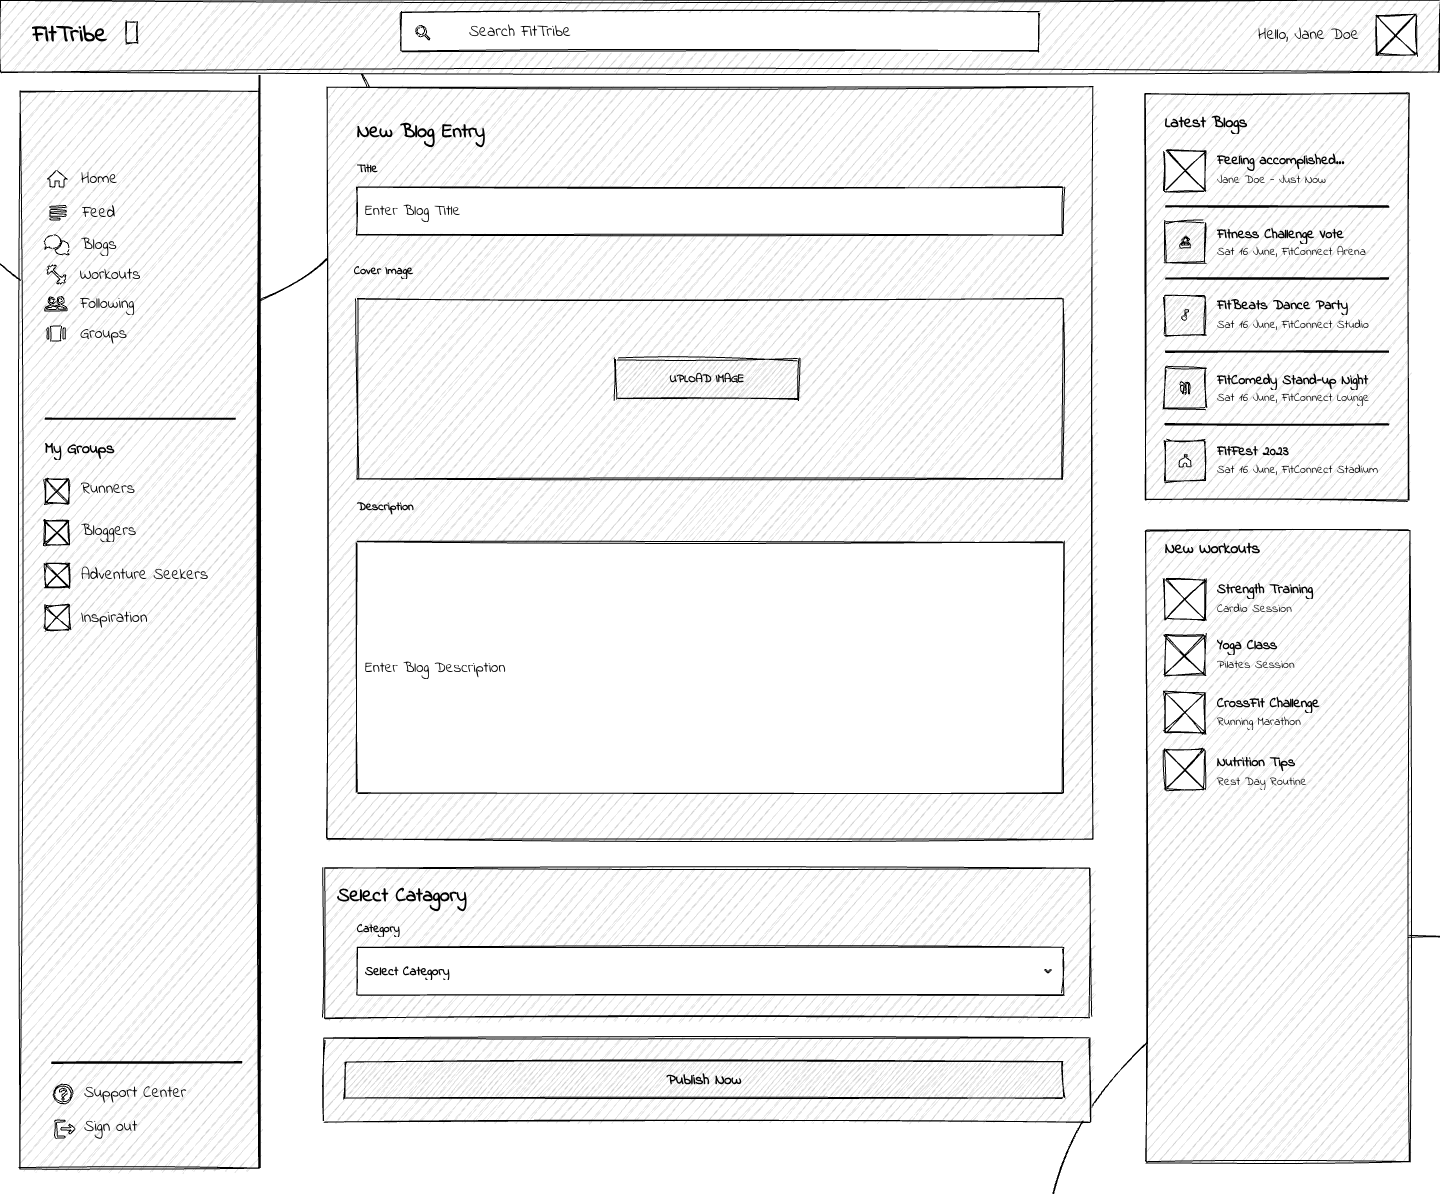 FitTribe
Search FitTribe
Hello, Jane Doe
Home
Feed
Blogs
Workouts
Following
Groups
My Groups
Runners
Bloggers
Adventure Seekers
Inspiration
Support Center
Sign out
New Blog Entry
Title
Enter Blog Title
Cover Image
UPLOAD IMAGE
Description
Enter Blog Description
Select Catagory
Category
Select Category
Publish Now
Latest Blogs
Feeling accomplished...
Jane Doe - Just Now
Fitness Challenge Vote
Sat 16 June, FitConnect Arena
FitBeats Dance Party
Sat 16 June, FitConnect Studio
FitComedy Stand-up Night
Sat 16 June, FitConnect Lounge
FitFest 2023
Sat 16 June, FitConnect Stadium
New Workouts
Strength Training
Cardio Session
Yoga Class
Pilates Session
CrossFit Challenge
Running Marathon
Nutrition Tips
Rest Day Routine